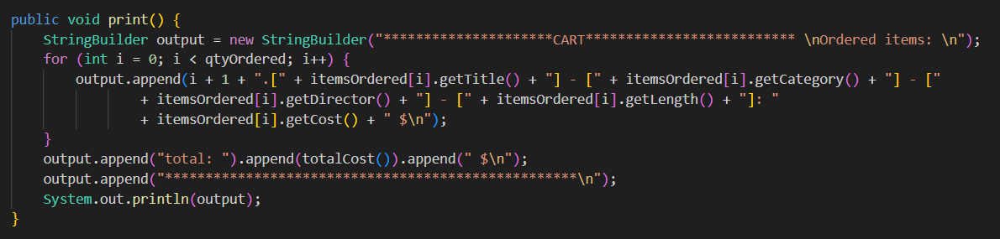 public void print() {
    StringBuilder output = new StringBuilder("*********************CART************************** \nOrdered items: \n");
    for (int i = 0; i < qtyOrdered; i++) {
        output.append(i + 1 + ".[" + itemsOrdered[i].getTitle() + "] - [" + itemsOrdered[i].getCategory() + "] - ["
                + itemsOrdered[i].getDirector() + "] - [" + itemsOrdered[i].getLength() + "]: "
                + itemsOrdered[i].getCost() + " $\n");
    }
    output.append("total: ").append(totalCost()).append(" $\n");
    output.append("***************************************************\n");
    System.out.println(output);
}